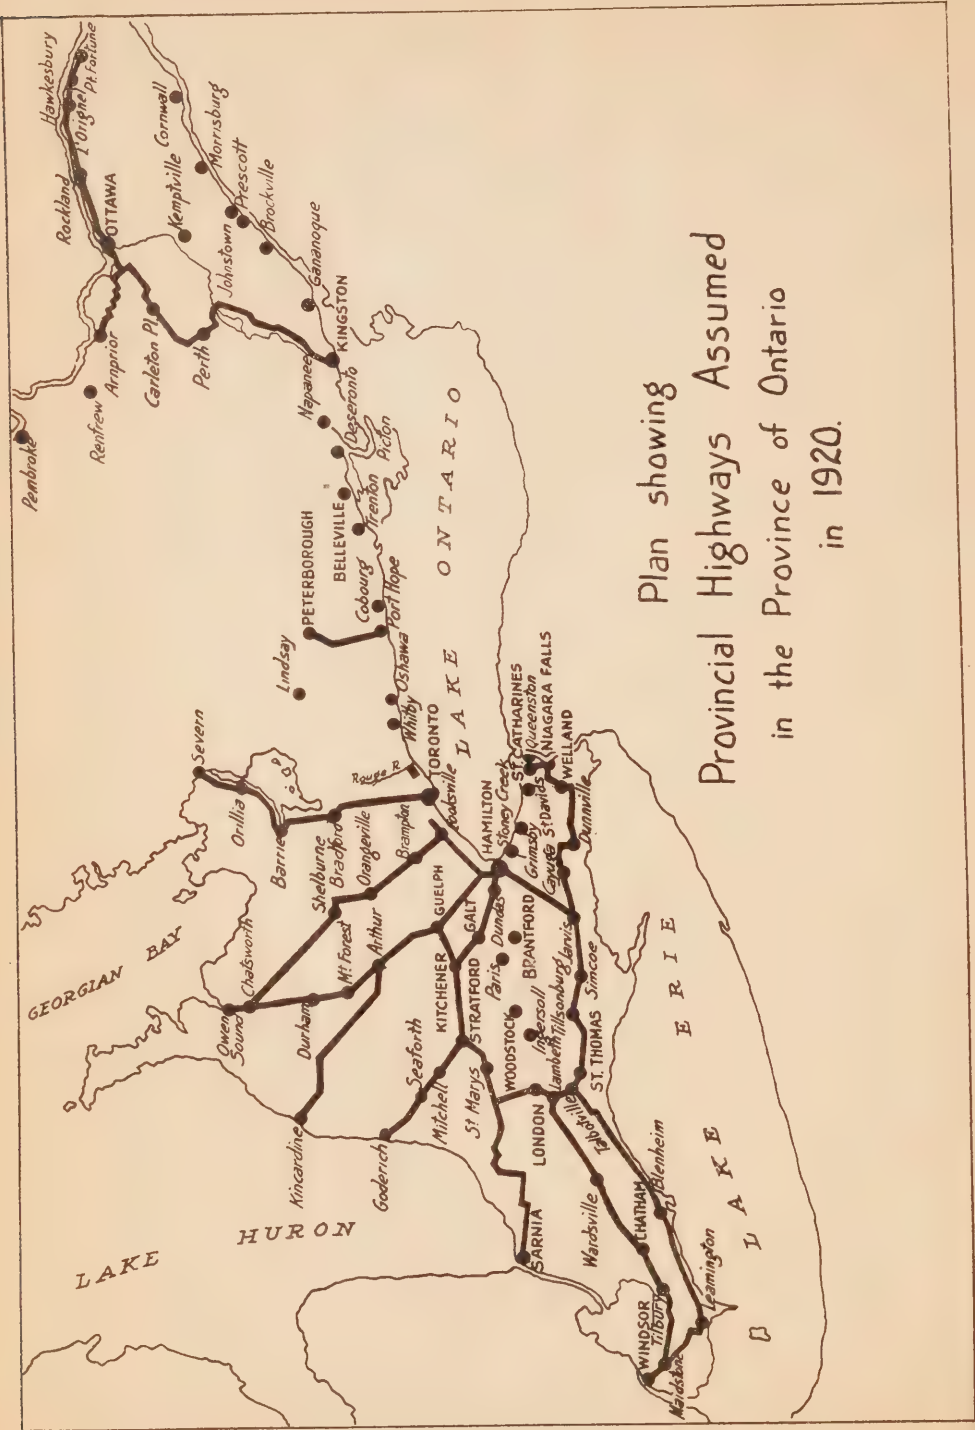 LAKE HURON
GEORGIAN BAY
LAKE ONTARIO
LAKE ERIE
Pembroke
Renfrew
Arnprior
Carleton Pl.
Perth
Rockland
OTTAWA
Hawkesbury
L'Orignel
Pt. Fortune
Kemptville
Cornwall
Morrisburg
Prescott
Johnstown
Brockville
Gananoque
KINGSTON
Napanee
Deseronto
Picton
BELLEVILLE
Trenton
PETERBOROUGH
Cobourg
Port Hope
Lindsay
Oshawa
Whitby
Rouge R
TORONTO
Cooksville
Severn
Orillia
Barrie
Bradford
Shelburne
Orangeville
Brampton
Owen
Sound
Chatsworth
Durham
Mt. Forest
Arthur
GUELPH
GALT
HAMILTON
Stoney Creek
Dundas
Grimsby
ST. CATHARINES
Queenston
NIAGARA FALLS
St Davids
WELLAND
Dunnville
Cayuga
Jarvis
Simcoe
BRANTFORD
Paris
KITCHENER
STRATFORD
WOODSTOCK
Ingersoll
Tillsonburg
Lambeth
ST. THOMAS
Talbotville
LONDON
St Marys
Mitchell
Seaforth
Goderich
Kincardine
SARNIA
Wardsville
CHATHAM
Blenheim
Leamington
Tilbury
WINDSOR
Maidstone
Plan showing
Provincial Highways Assumed
in the Province of Ontario
in 1920.